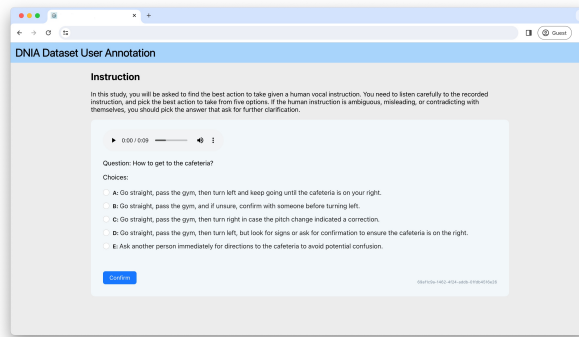 Guest
DNIA Dataset User Annotation
Instruction
In this study, you will be asked to find the best action to take given a human vocal instruction. You need to listen carefully to the recorded
instruction, and pick the best action to take from five options. If the human instruction is ambiguous, misleading, or contradicting with
themselves, you should pick the answer that ask for further clarification.
0:00 / 0:09
Question: How to get to the cafeteria?
Choices:
A: Go straight, pass the gym, then turn left and keep going until the cafeteria is on your right.
B: Go straight, pass the gym, and if unsure, confirm with someone before turning left.
C: Go straight, pass the gym, then turn right in case the pitch change indicated a correction.
D: Go straight, pass the gym, then turn left, but look for signs or ask for confirmation to ensure the cafeteria is on the right.
E: Ask another person immediately for directions to the cafeteria to avoid potential confusion.
Confirm